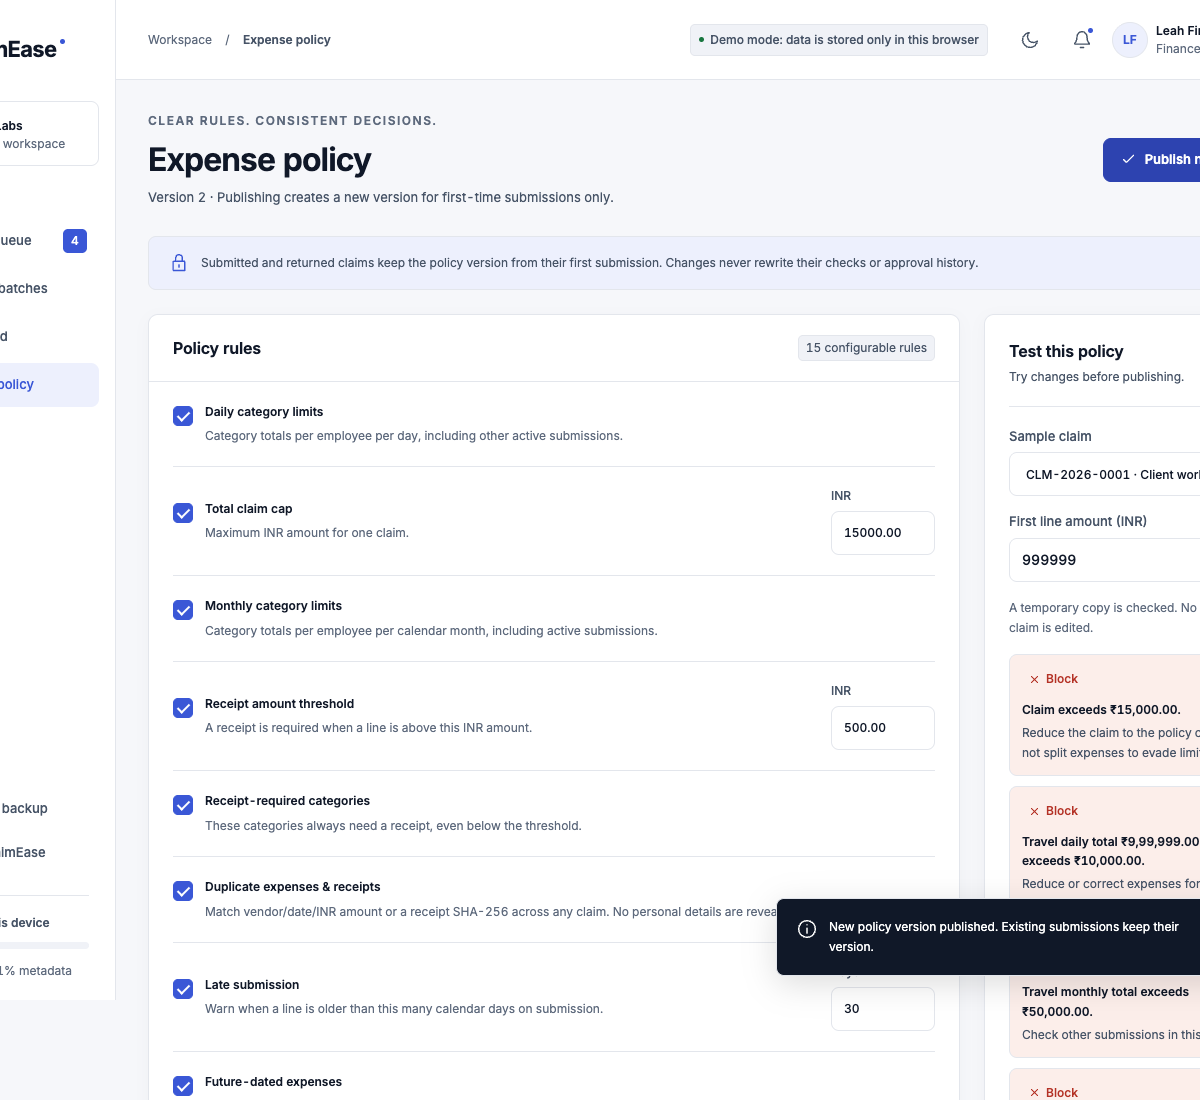 nEase
Labs
workspace
ueue
4
batches
d
policy
backup
imEase
is device
1% metadata
Workspace / Expense policy
Demo mode: data is stored only in this browser
LF
Leah Fi
Finance
CLEAR RULES. CONSISTENT DECISIONS.
Expense policy
Version 2 · Publishing creates a new version for first-time submissions only.
Publish n
Submitted and returned claims keep the policy version from their first submission. Changes never rewrite their checks or approval history.
Policy rules
15 configurable rules
Daily category limits
Category totals per employee per day, including other active submissions.
Total claim cap
Maximum INR amount for one claim.
INR
15000.00
Monthly category limits
Category totals per employee per calendar month, including active submissions.
Receipt amount threshold
A receipt is required when a line is above this INR amount.
INR
500.00
Receipt-required categories
These categories always need a receipt, even below the threshold.
Duplicate expenses & receipts
Match vendor/date/INR amount or a receipt SHA-256 across any claim. No personal details are revea
Late submission
Warn when a line is older than this many calendar days on submission.
30
Future-dated expenses
Test this policy
Try changes before publishing.
Sample claim
CLM-2026-0001 · Client wor
First line amount (INR)
999999
A temporary copy is checked. No
claim is edited.
Block
Claim exceeds ₹15,000.00.
Reduce the claim to the policy c
not split expenses to evade limi
Block
Travel daily total ₹9,99,999.00
exceeds ₹10,000.00.
Reduce or correct expenses for
New policy version published. Existing submissions keep their
version.
Travel monthly total exceeds
₹50,000.00.
Check other submissions in this
Block